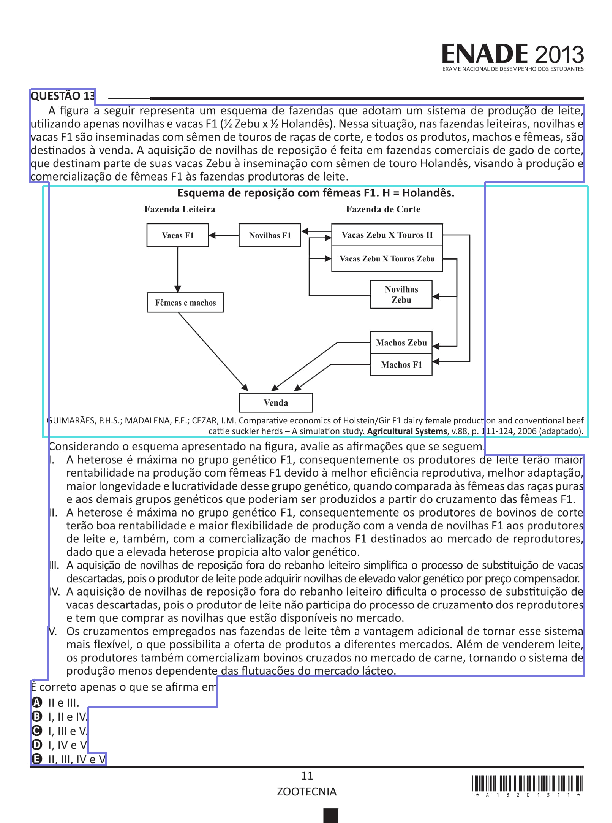 ENADE 2013
EXAME NACIONAL DE DESEMPENHO DOS ESTUDANTES
QUESTÃO 13
A figura a seguir representa um esquema de fazendas que adotam um sistema de produção de leite,
utilizando apenas novilhas e vacas F1 (½ Zebu x ½ Holandês). Nessa situação, nas fazendas leiteiras, novilhas e
vacas F1 são inseminadas com sêmen de touros de raças de corte, e todos os produtos, machos e fêmeas, são
destinados à venda. A aquisição de novilhas de reposição é feita em fazendas comerciais de gado de corte,
que destinam parte de suas vacas Zebu à inseminação com sêmen de touro Holandês, visando à produção e
comercialização de fêmeas F1 às fazendas produtoras de leite.
Esquema de reposição com fêmeas F1. H = Holandês.
Fazenda Leiteira
Fazenda de Corte
Vacas F1
Novilhas F1
Vacas Zebu X Touros H
Vacas Zebu X Touros Zebu
Novilhas
Zebu
Fêmeas e machos
Machos Zebu
Machos F1
Venda
GUIMARÃES, P.H.S.; MADALENA, F.E.; CEZAR, I.M. Comparative economics of Holstein/Gir F1 dairy female production and conventional beef
cattle suckler herds – A simulation study. Agricultural Systems, v.88, p. 111-124, 2006 (adaptado).
Considerando o esquema apresentado na figura, avalie as afirmações que se seguem.
I. A heterose é máxima no grupo genético F1, consequentemente os produtores de leite terão maior
rentabilidade na produção com fêmeas F1 devido à melhor eficiência reprodutiva, melhor adaptação,
maior longevidade e lucratividade desse grupo genético, quando comparada às fêmeas das raças puras
e aos demais grupos genéticos que poderiam ser produzidos a partir do cruzamento das fêmeas F1.
II. A heterose é máxima no grupo genético F1, consequentemente os produtores de bovinos de corte
terão boa rentabilidade e maior flexibilidade de produção com a venda de novilhas F1 aos produtores
de leite e, também, com a comercialização de machos F1 destinados ao mercado de reprodutores,
dado que a elevada heterose propicia alto valor genético.
III. A aquisição de novilhas de reposição fora do rebanho leiteiro simplifica o processo de substituição de vacas
descartadas, pois o produtor de leite pode adquirir novilhas de elevado valor genético por preço compensador.
IV. A aquisição de novilhas de reposição fora do rebanho leiteiro dificulta o processo de substituição de
vacas descartadas, pois o produtor de leite não participa do processo de cruzamento dos reprodutores
e tem que comprar as novilhas que estão disponíveis no mercado.
V. Os cruzamentos empregados nas fazendas de leite têm a vantagem adicional de tornar esse sistema
mais flexível, o que possibilita a oferta de produtos a diferentes mercados. Além de venderem leite,
os produtores também comercializam bovinos cruzados no mercado de carne, tornando o sistema de
produção menos dependente das flutuações do mercado lácteo.
É correto apenas o que se afirma em
A II e III.
B I, II e IV.
C I, III e V.
D I, IV e V.
E II, III, IV e V.
11
ZOOTECNIA